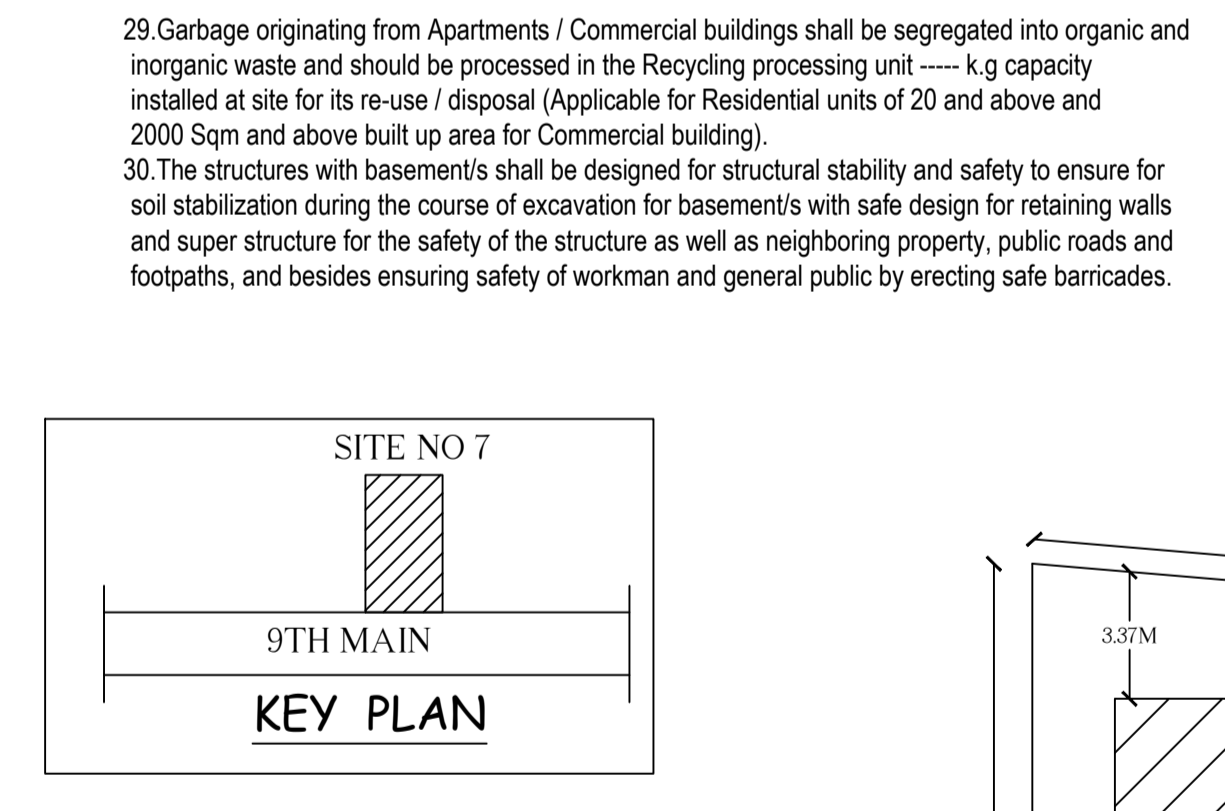 29.Garbage originating from Apartments / Commercial buildings shall be segregated into organic and
inorganic waste and should be processed in the Recycling processing unit ----- k.g capacity
installed at site for its re-use / disposal (Applicable for Residential units of 20 and above and
2000 Sqm and above built up area for Commercial building).
30.The structures with basement/s shall be designed for structural stability and safety to ensure for
soil stabilization during the course of excavation for basement/s with safe design for retaining walls
and super structure for the safety of the structure as well as neighboring property, public roads and
footpaths, and besides ensuring safety of workman and general public by erecting safe barricades.
SITE NO 7
9TH MAIN
KEY PLAN
3.37M